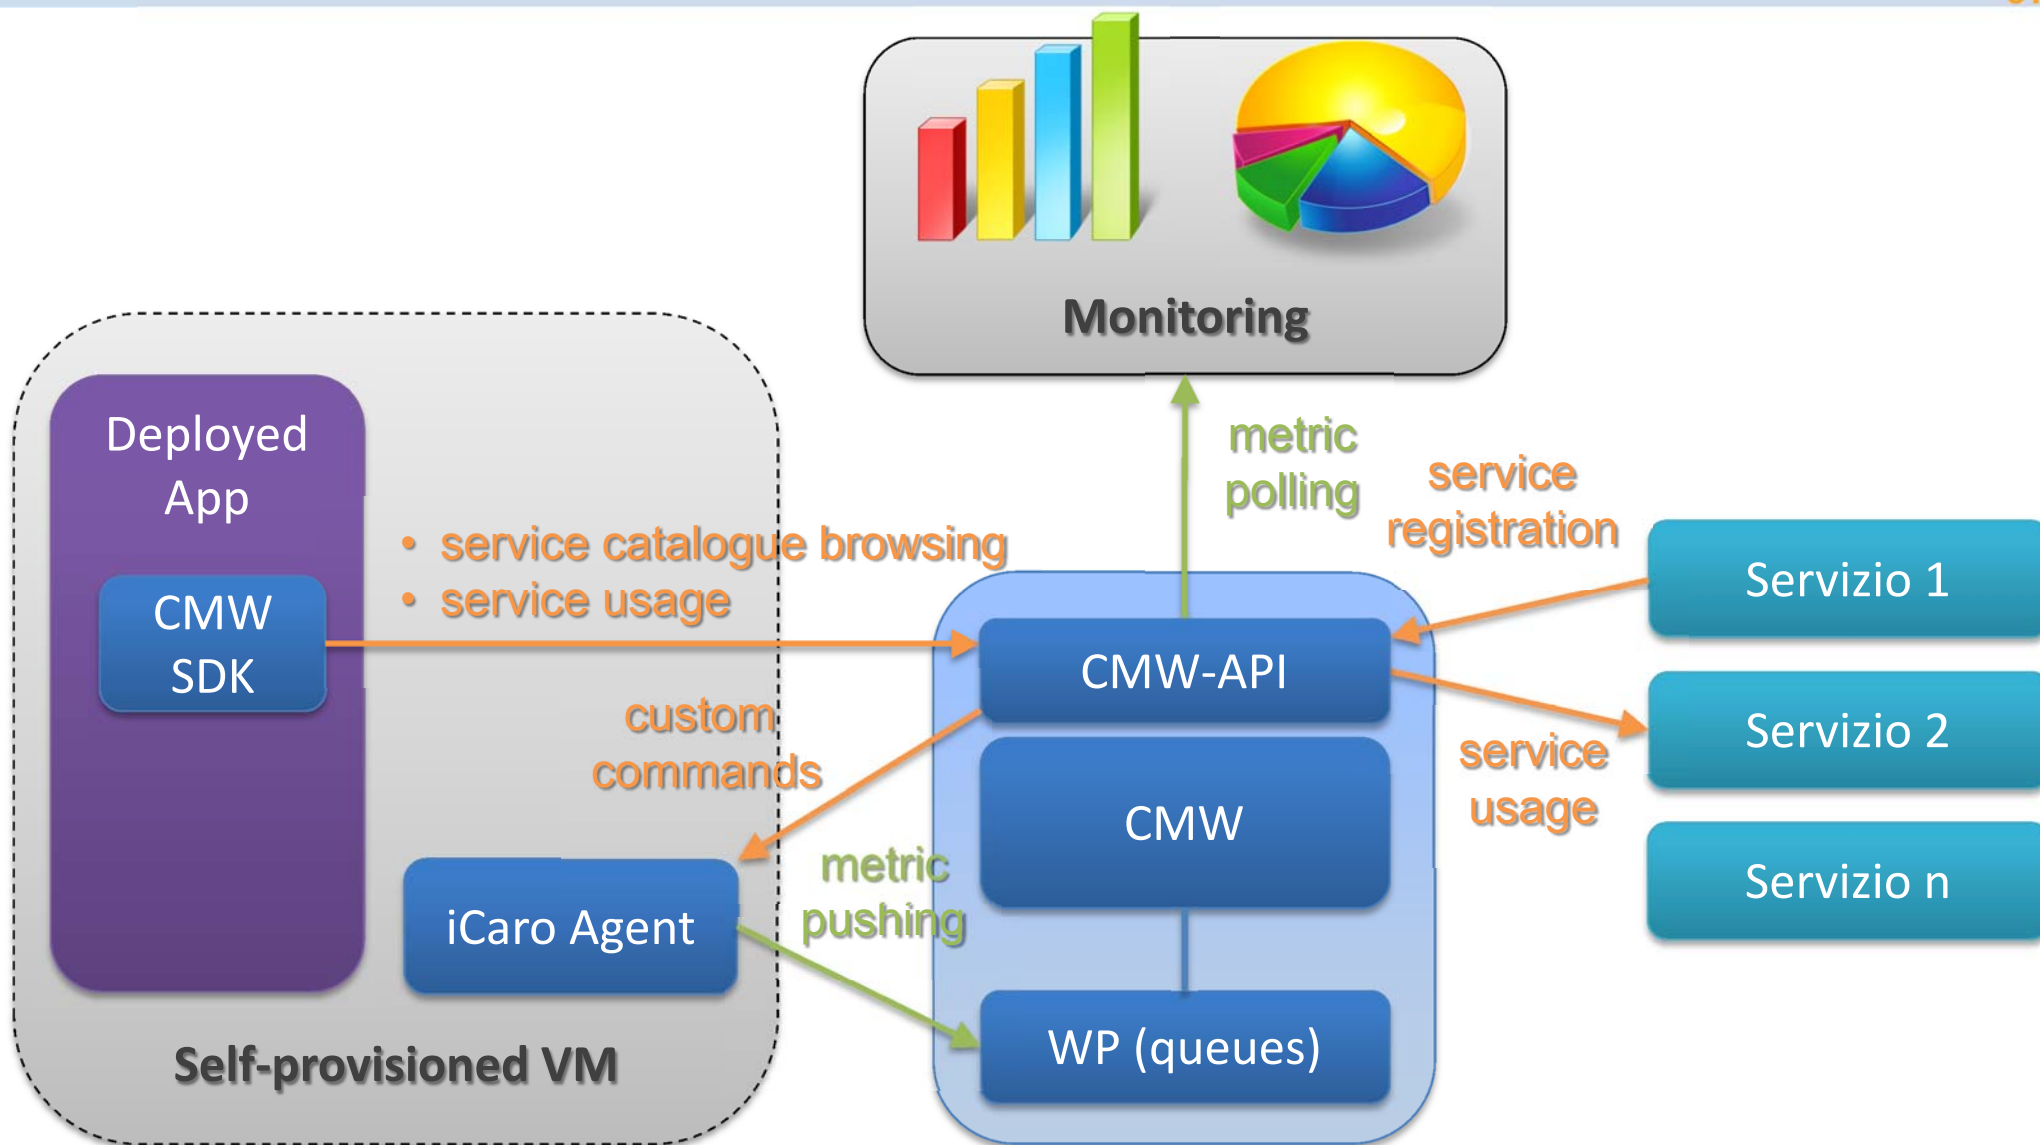 Monitoring
Deployed
App
metric
polling
service
registration
• service catalogue browsing
• service usage
CMW
SDK
Servizio 1
CMW-API
custom
commands
Servizio 2
service
usage
CMW
metric
pushing
Servizio n
iCaro Agent
WP (queues)
Self-provisioned VM